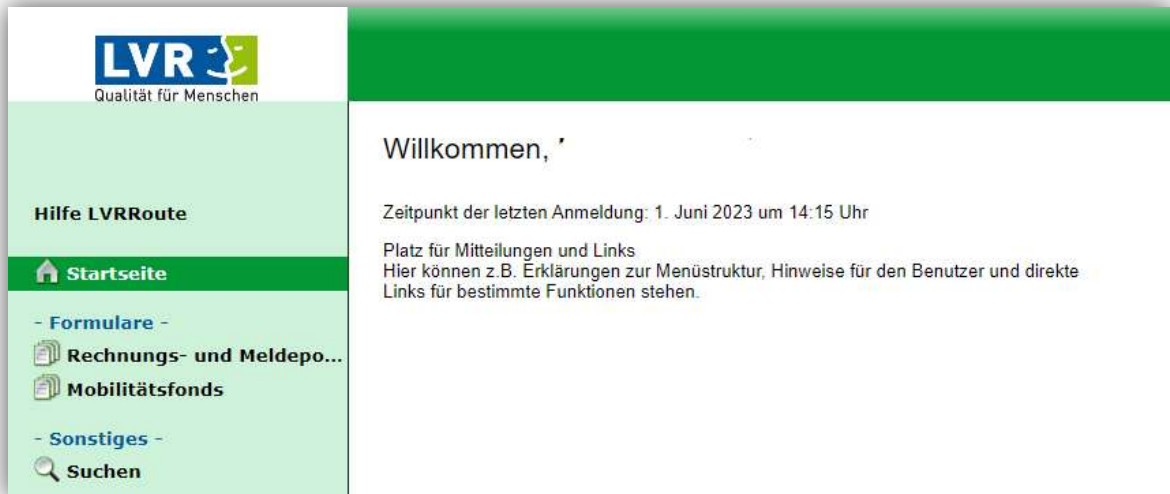 LVR
Qualität für Menschen
Hilfe LVRRoute
Startseite
- Formulare -
Rechnungs- und Meldepo...
Mobilitätsfonds
- Sonstiges -
Suchen
Willkommen,
Zeitpunkt der letzten Anmeldung: 1. Juni 2023 um 14:15 Uhr
Platz für Mitteilungen und Links
Hier können z.B. Erklärungen zur Menüstruktur, Hinweise für den Benutzer und direkte
Links für bestimmte Funktionen stehen.